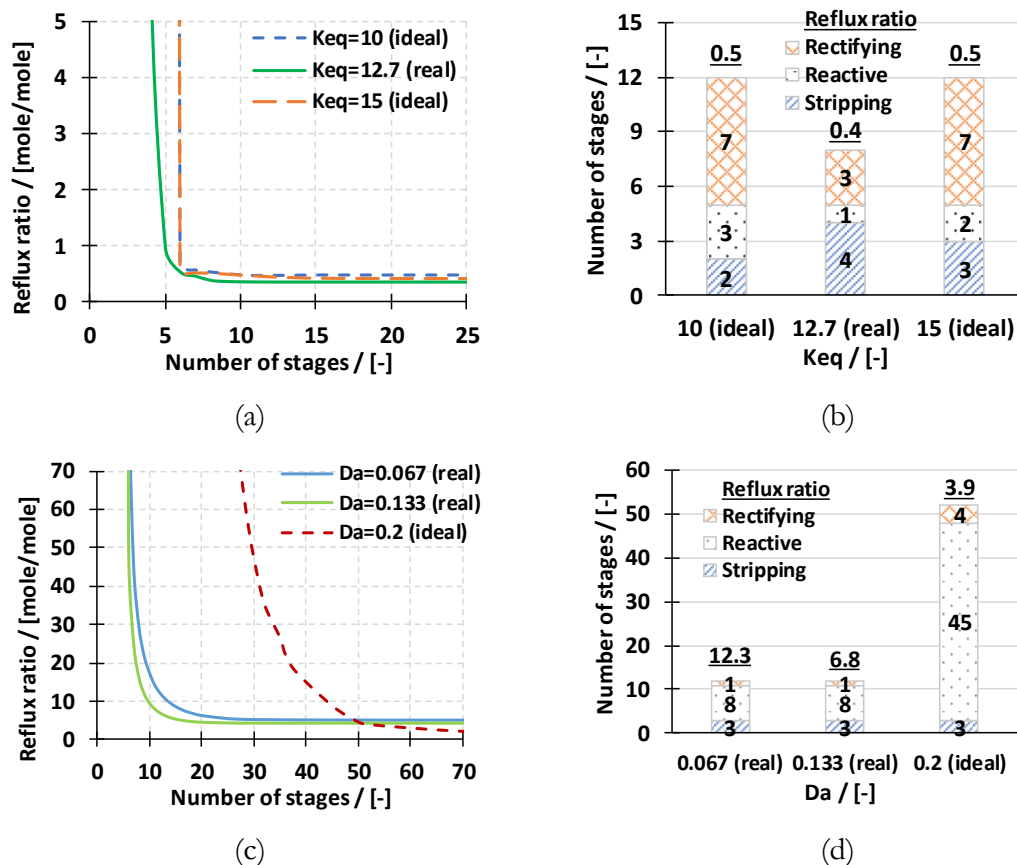 Reflux ratio / [mole/mole]
5
4
3
2
1
0
Keq=10 (ideal)
Keq=12.7 (real)
Keq=15 (ideal)
0 5 10 15 20 25
Number of stages / [-]
(a)
Number of stages / [-]
15
12
9
6
3
0
Reflux ratio
Rectifying
Reactive
Stripping
0.5 0.4 0.5
7 3 7
3 1 2
2 4 3
10 (ideal) 12.7 (real) 15 (ideal)
Keq / [-]
(b)
Reflux ratio / [mole/mole]
70
60
50
40
30
20
10
0
Da=0.067 (real)
Da=0.133 (real)
Da=0.2 (ideal)
0 10 20 30 40 50 60 70
Number of stages / [-]
(c)
Number of stages / [-]
60
50
40
30
20
10
0
Reflux ratio
Rectifying
Reactive
Stripping
12.3 6.8 3.9
1 1 4
8 8 45
3 3 3
0.067 (real) 0.133 (real) 0.2 (ideal)
Da / [-]
(d)